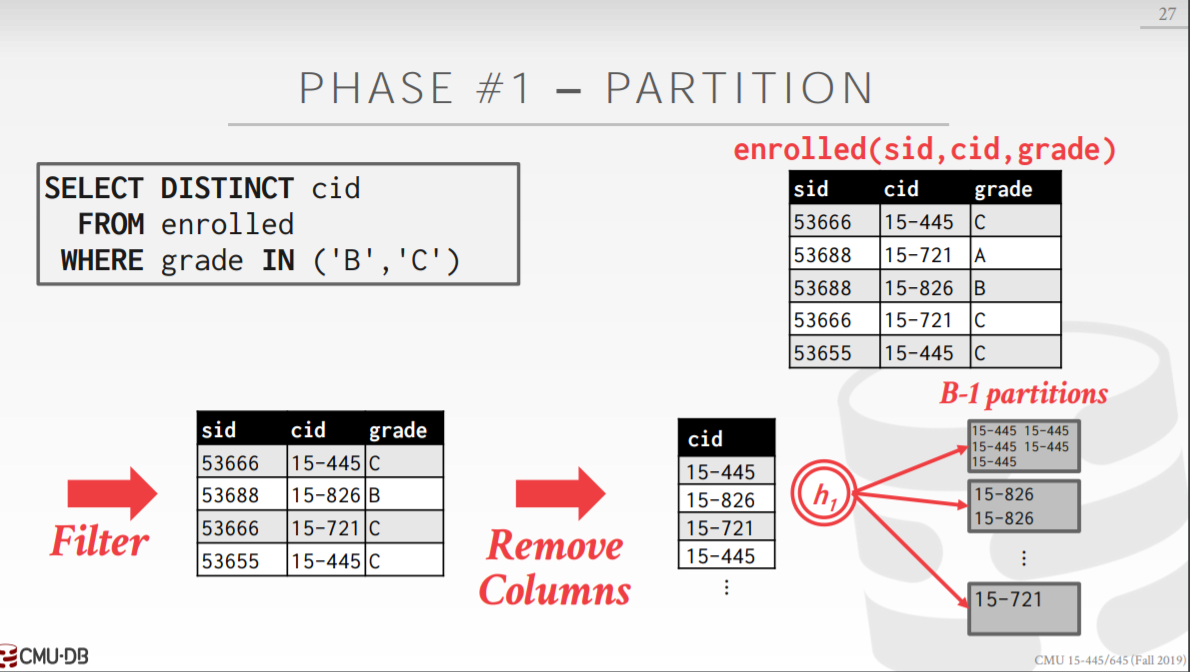 27
PHASE #1 – PARTITION
SELECT DISTINCT cid
FROM enrolled
WHERE grade IN ('B','C')
enrolled(sid,cid,grade)
sid cid grade
53666 15-445 C
53688 15-721 A
53688 15-826 B
53666 15-721 C
53655 15-445 C
Filter
sid cid grade
53666 15-445 C
53688 15-826 B
53666 15-721 C
53655 15-445 C
Remove
Columns
cid
15-445
15-826
15-721
15-445
⋮
h1
B-1 partitions
15-445 15-445
15-445 15-445
15-445
15-826
15-826
⋮
15-721
CMU·DB
CMU 15-445/645 (Fall 2019)